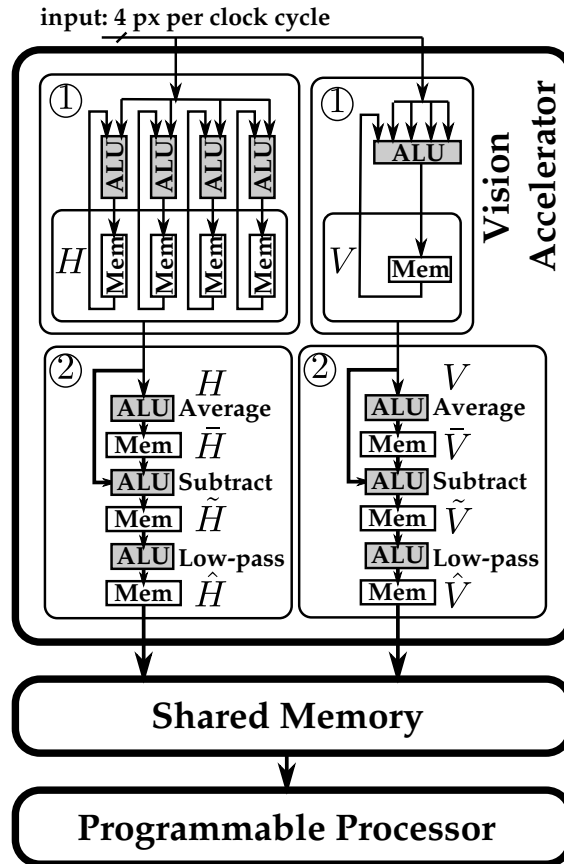 input: 4 px per clock cycle
1
ALU ALU ALU ALU
H Mem Mem Mem Mem
1
ALU
V Mem
Vision
Accelerator
2
H
ALU Average
Mem H̄
ALU Subtract
Mem H̃
ALU Low-pass
Mem Ĥ
2
V
ALU Average
Mem V̄
ALU Subtract
Mem Ṽ
ALU Low-pass
Mem V̂
Shared Memory
Programmable Processor